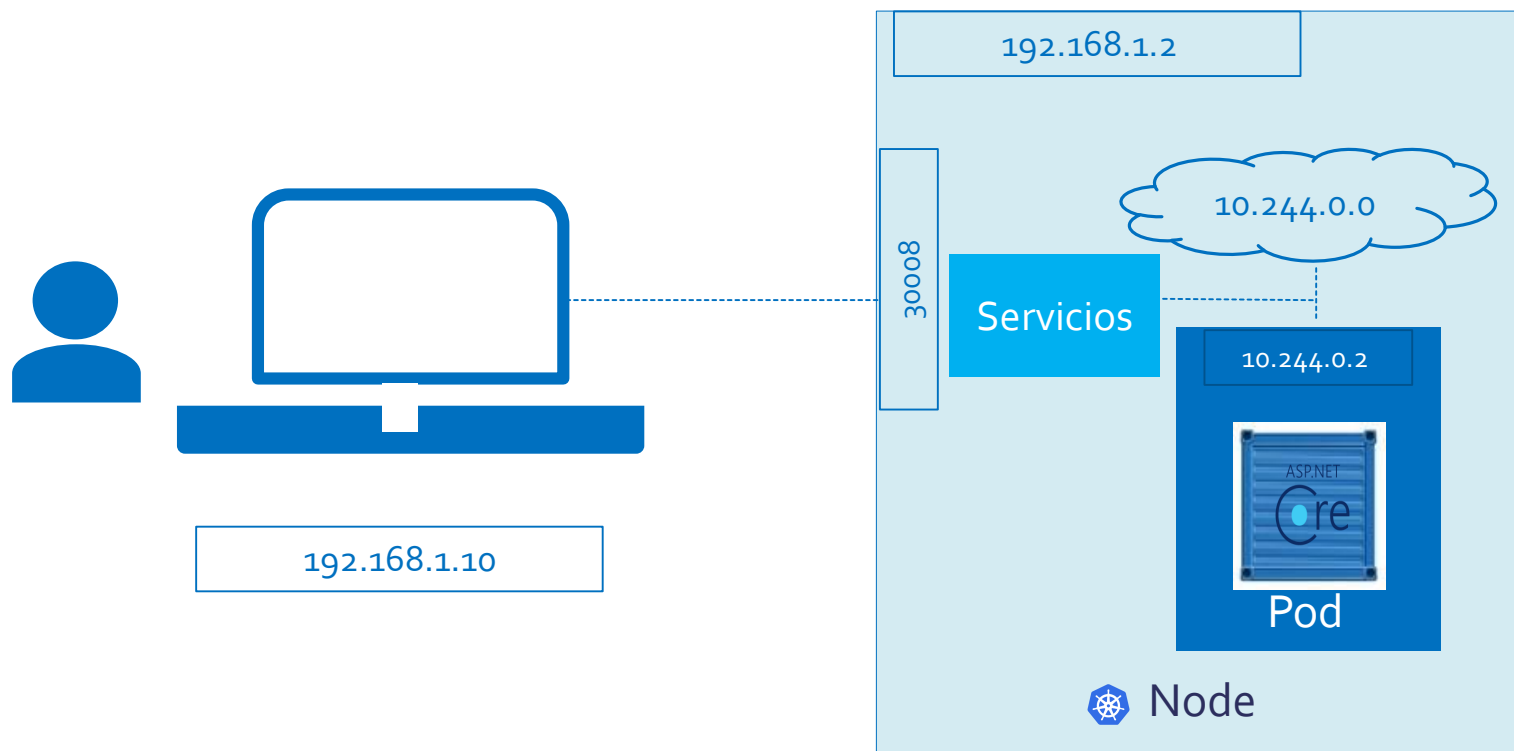 192.168.1.2
10.244.0.0
30008
Servicios
10.244.0.2
ASP.NET
Core
Pod
192.168.1.10
Node